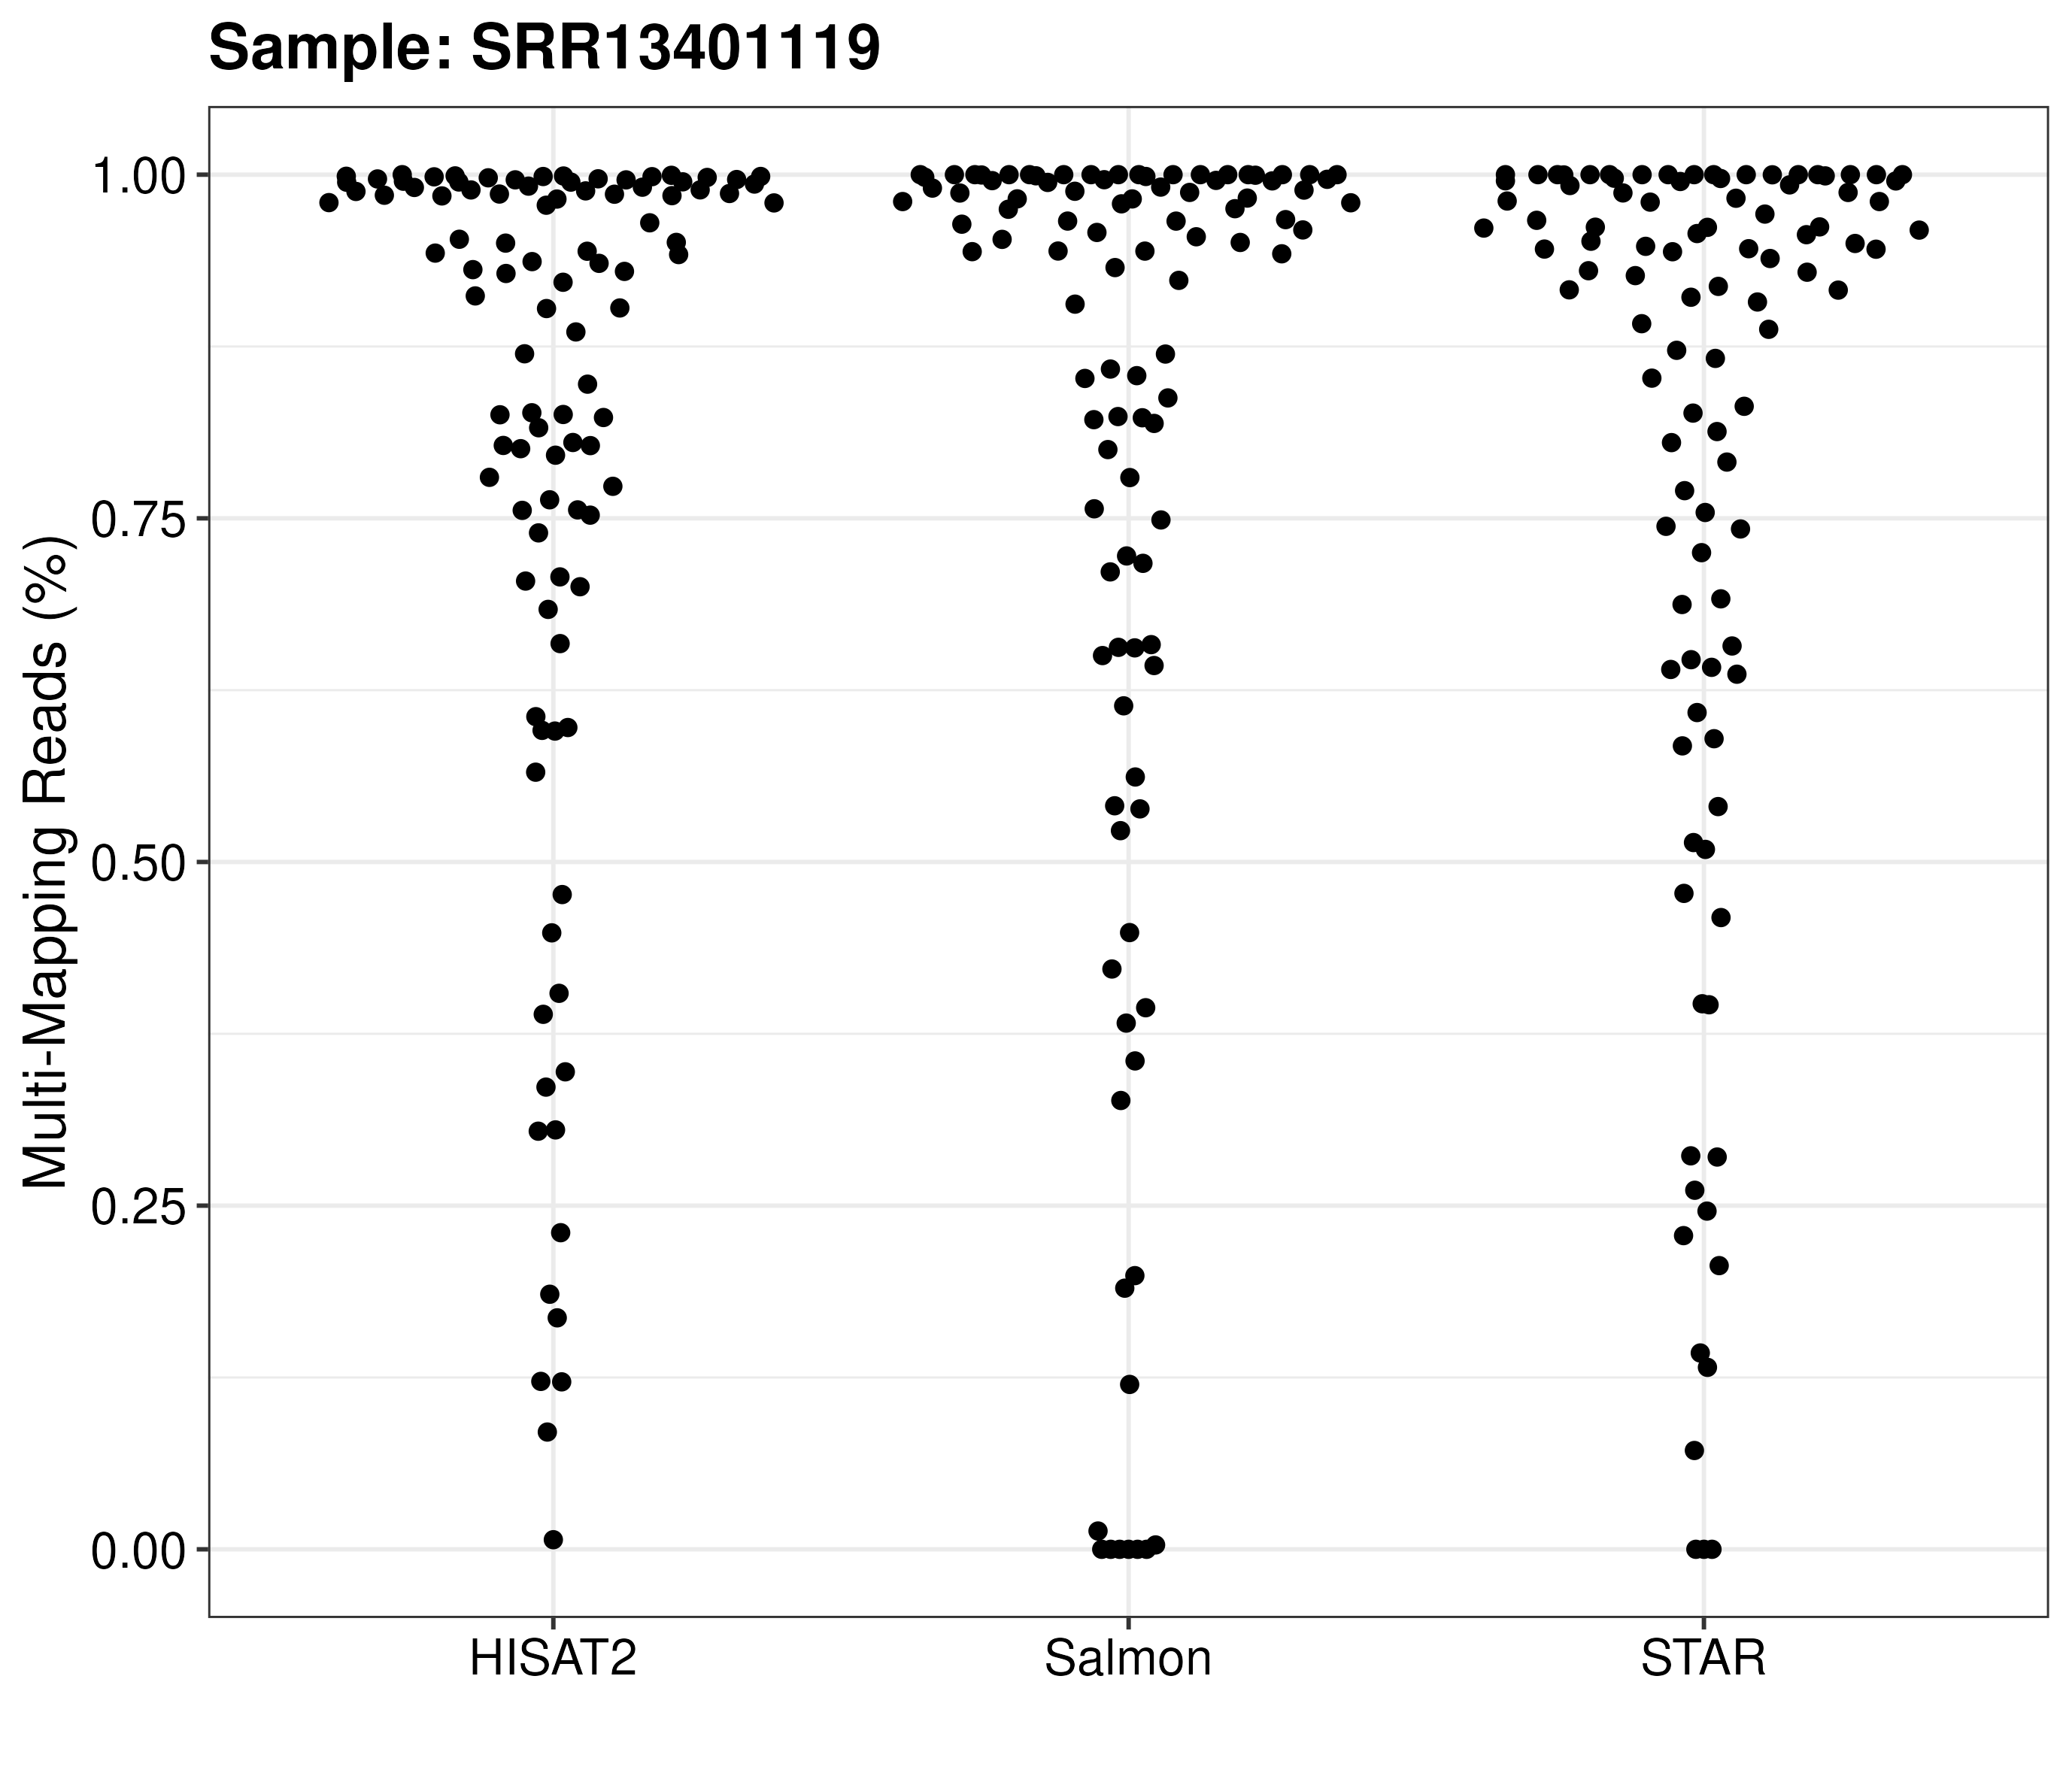 Sample: SRR13401119
Multi-Mapping Reads (%)
1.00
0.75
0.50
0.25
0.00
HISAT2
Salmon
STAR